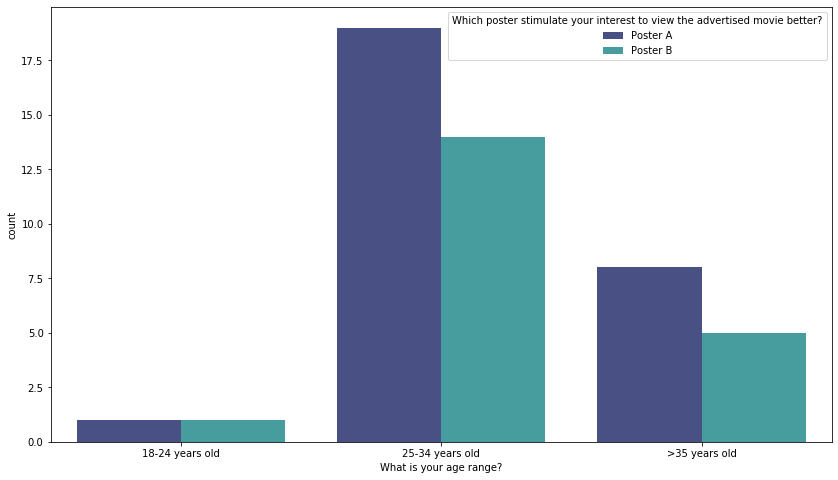 Which poster stimulate your interest to view the advertised movie better?
Poster A
Poster B
17.5
15.0
12.5
10.0
7.5
5.0
2.5
0.0
count
18-24 years old
25-34 years old
>35 years old
What is your age range?